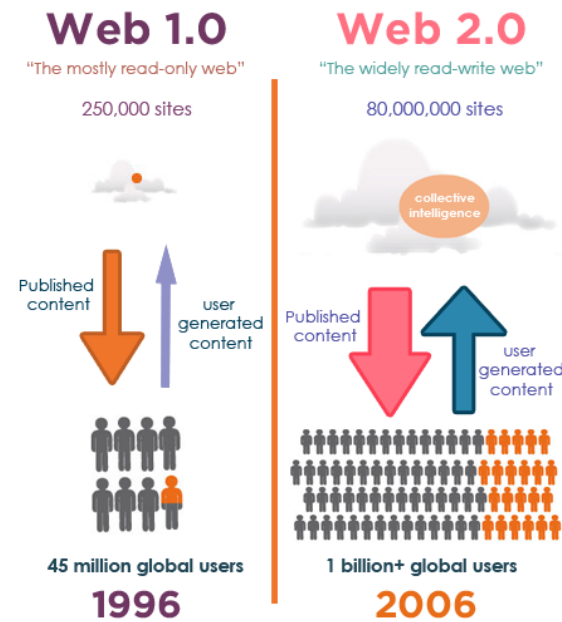 Web 1.0
“The mostly read-only web”
250,000 sites
Published
content
user
generated
content
45 million global users
1996
Web 2.0
“The widely read-write web”
80,000,000 sites
collective
intelligence
Published
content
user
generated
content
1 billion+ global users
2006